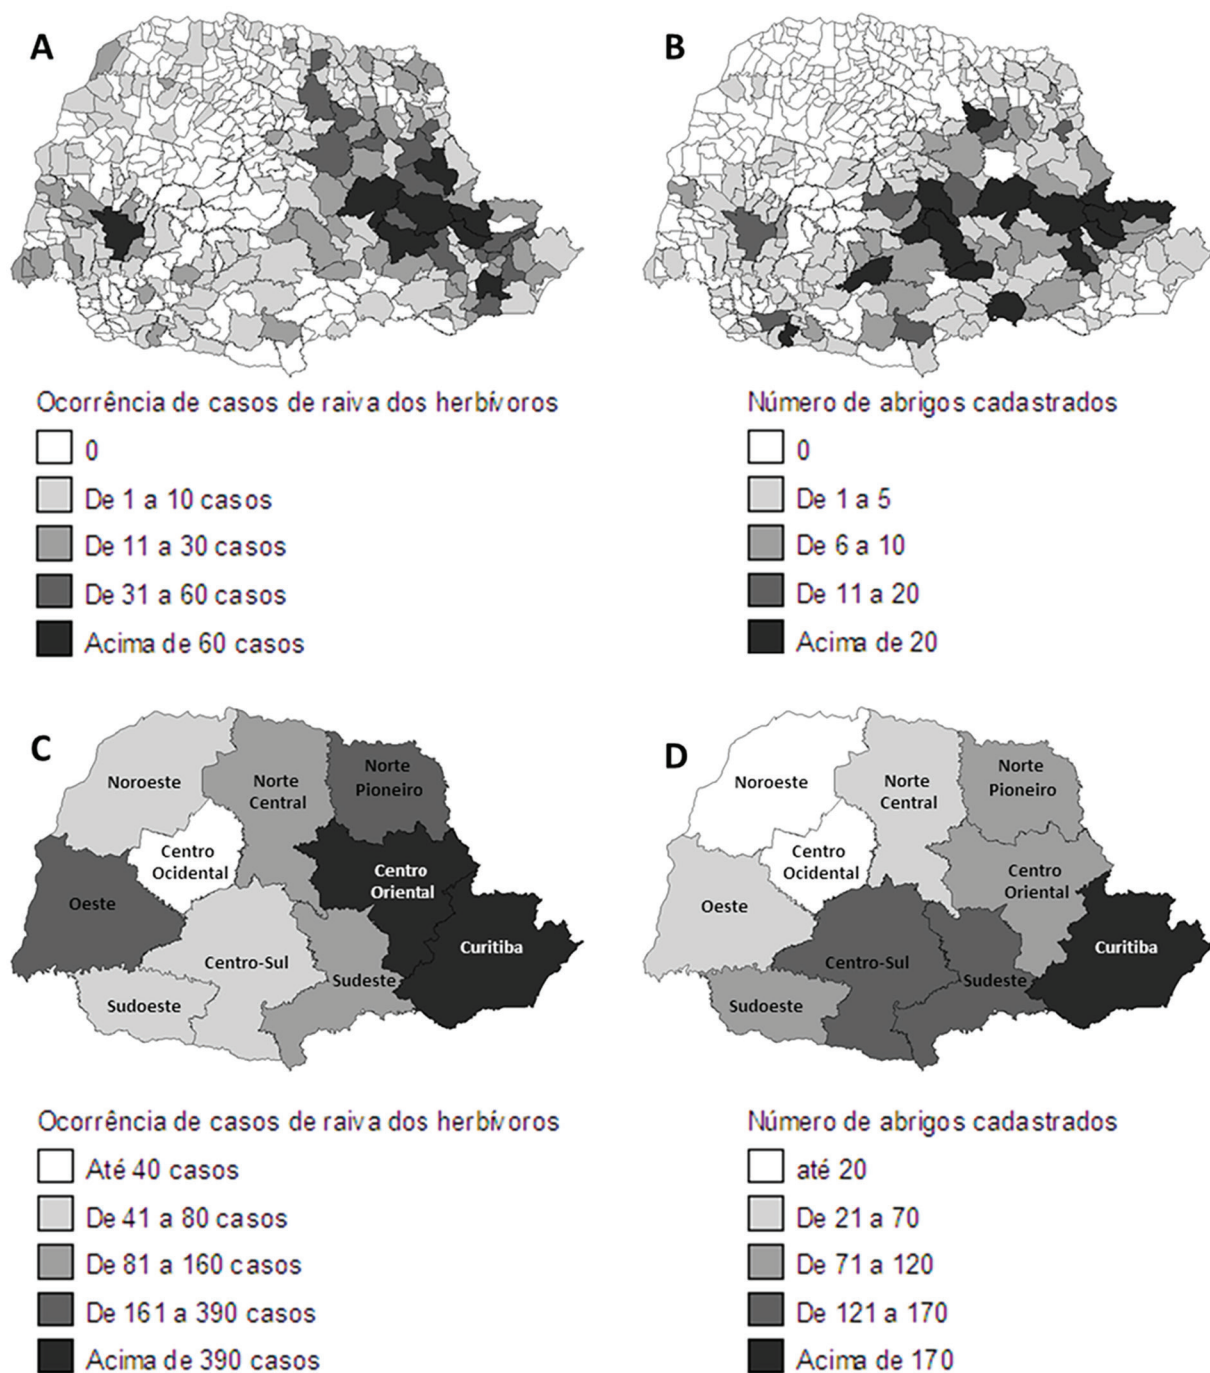 A
B
Ocorrência de casos de raiva dos herbívoros
0
De 1 a 10 casos
De 11 a 30 casos
De 31 a 60 casos
Acima de 60 casos
Número de abrigos cadastrados
0
De 1 a 5
De 6 a 10
De 11 a 20
Acima de 20
C
Noroeste
Norte
Central
Norte
Pioneiro
Centro
Ocidental
Centro
Oriental
Oeste
Curitiba
Centro-Sul
Sudeste
Sudoeste
D
Noroeste
Norte
Central
Norte
Pioneiro
Centro
Ocidental
Centro
Oriental
Oeste
Curitiba
Centro-Sul
Sudeste
Sudoeste
Ocorrência de casos de raiva dos herbívoros
Até 40 casos
De 41 a 80 casos
De 81 a 160 casos
De 161 a 390 casos
Acima de 390 casos
Número de abrigos cadastrados
até 20
De 21 a 70
De 71 a 120
De 121 a 170
Acima de 170